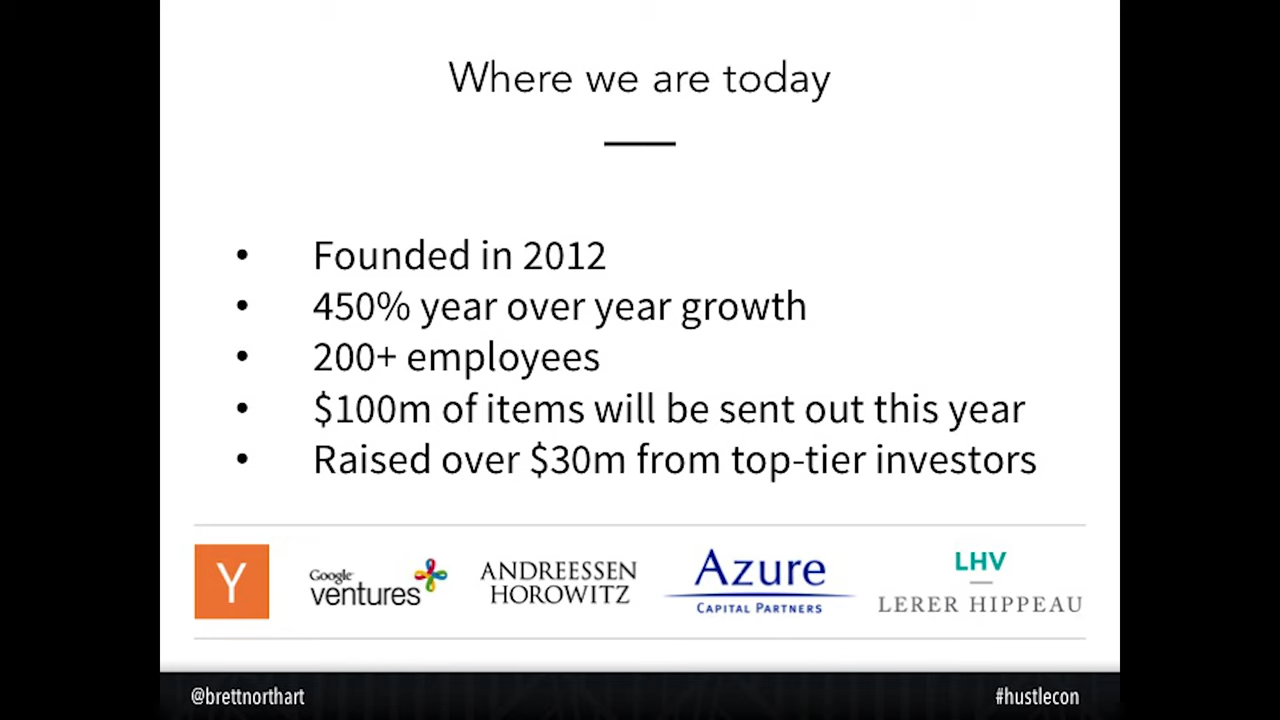 Where we are today
• Founded in 2012
• 450% year over year growth
• 200+ employees
• $100m of items will be sent out this year
• Raised over $30m from top-tier investors
Y
Google
ventures
ANDREESSEN
HOROWITZ
Azure
CAPITAL PARTNERS
LHV
LERER HIPPEAU
@brettnorthart
#hustlecon